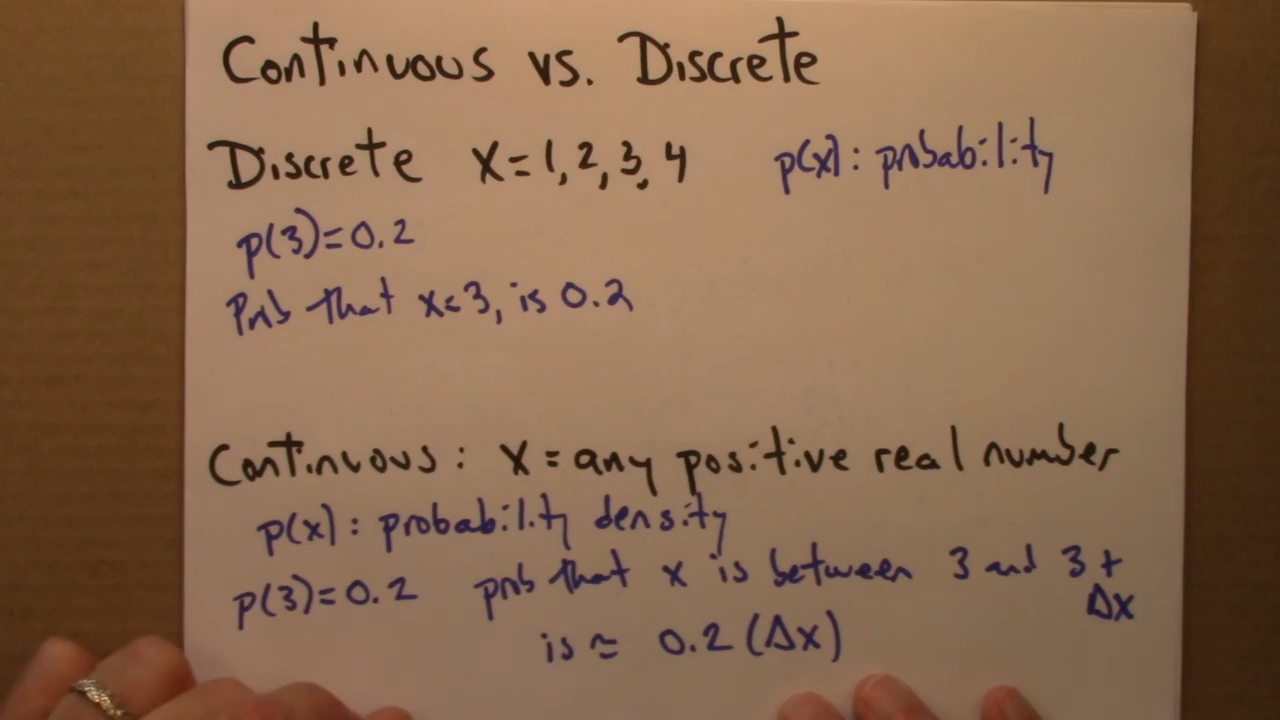 Continuous vs. Discrete
Discrete x=1,2,3,4 p(x): probability
p(3)=0.2
Prob that x=3, is 0.2
Continuous: x=any positive real number
p(x): probability density
p(3)=0.2 prob that x is between 3 and 3+
Δx
is ≈ 0.2(Δx)